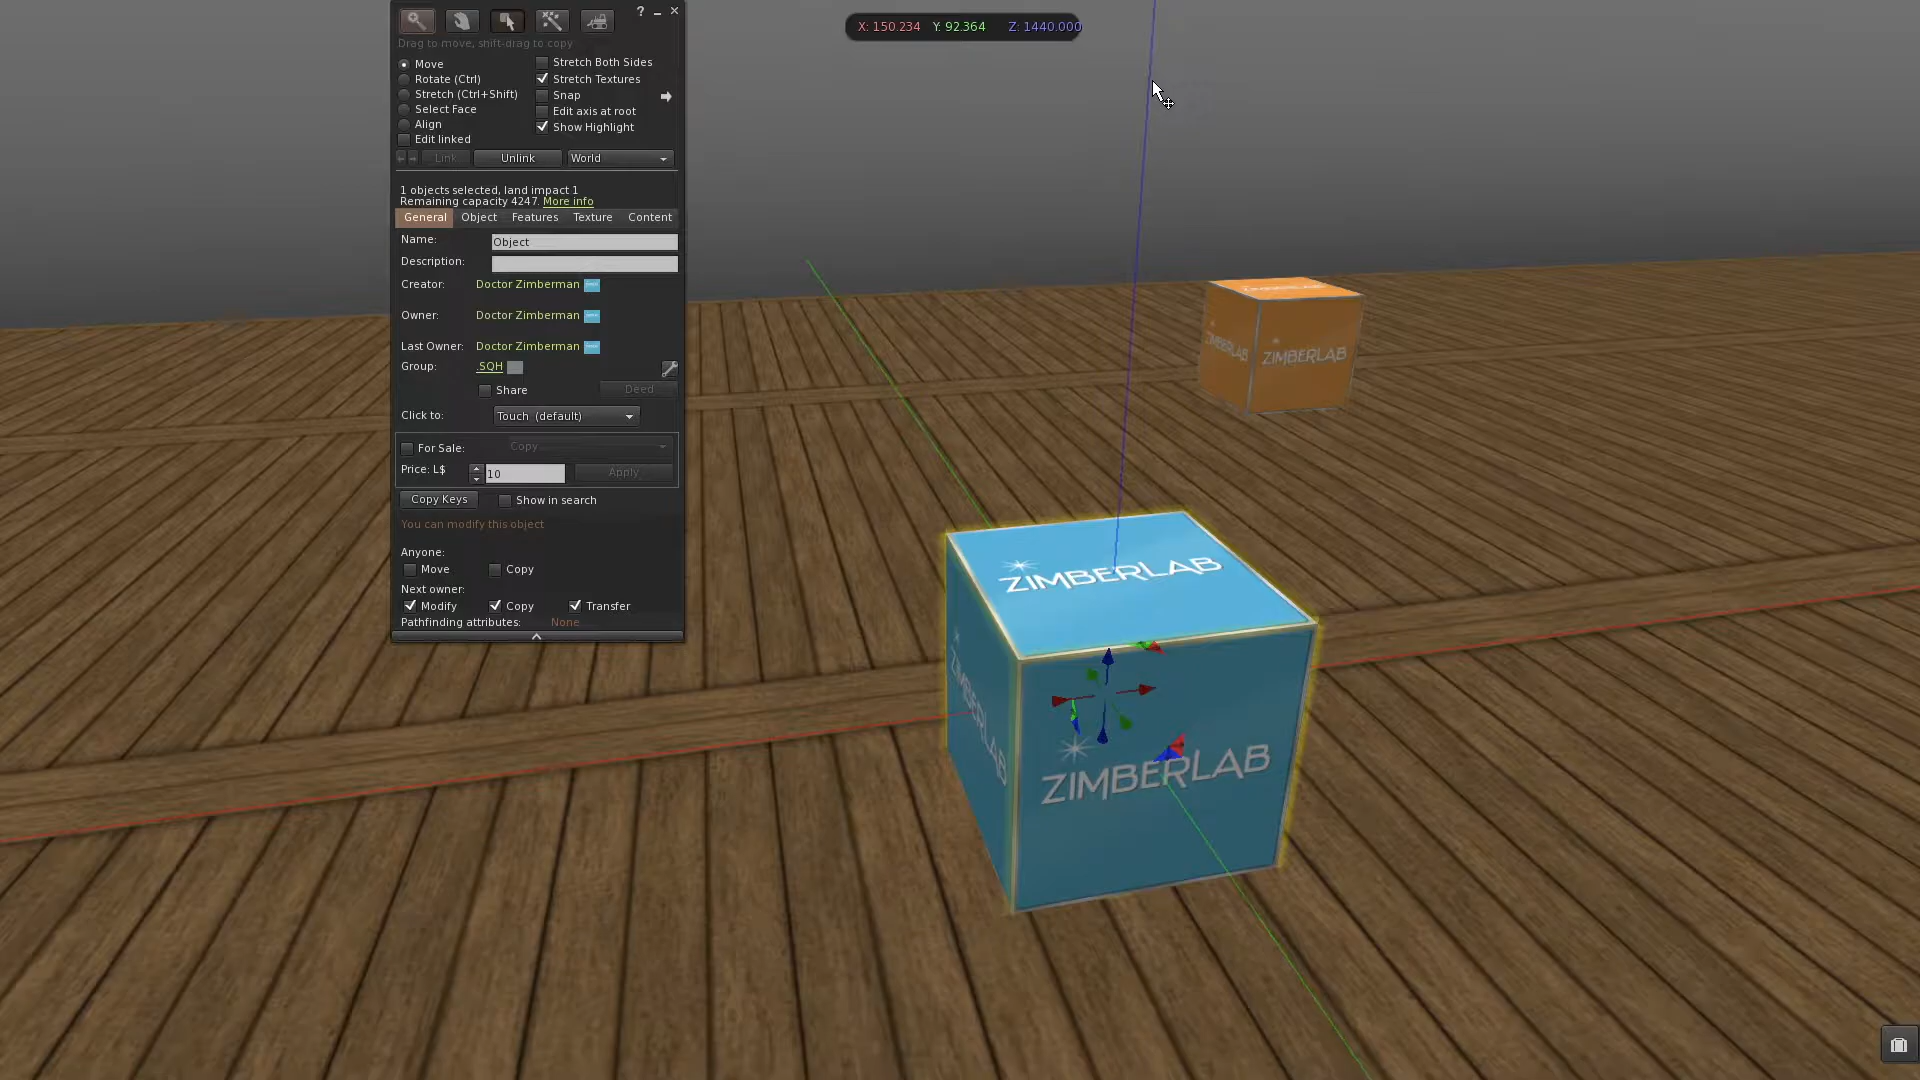 X: 150.234 Y: 92.364 Z: 1440.000
Drag to move, shift-drag to copy
Move
Rotate (Ctrl)
Stretch (Ctrl+Shift)
Select Face
Align
Edit linked
Stretch Both Sides
Stretch Textures
Snap
Edit axis at root
Show Highlight
Link Unlink World
1 objects selected, land impact 1
Remaining capacity 4247. More info
General Object Features Texture Content
Name: Object
Description:
Creator: Doctor Zimberman
Owner: Doctor Zimberman
Last Owner: Doctor Zimberman
Group: .SQH
Share Deed
Click to: Touch (default)
For Sale: Copy
Price: L$ 10 Apply
Copy Keys Show in search
You can modify this object
Anyone:
Move Copy
Next owner:
Modify Copy Transfer
Pathfinding attributes: None
ZIMBERLAB
ZIMBERLAB
ZIMBERLAB
ZIMBERLAB
ZIMBERLAB
ZIMBERLAB